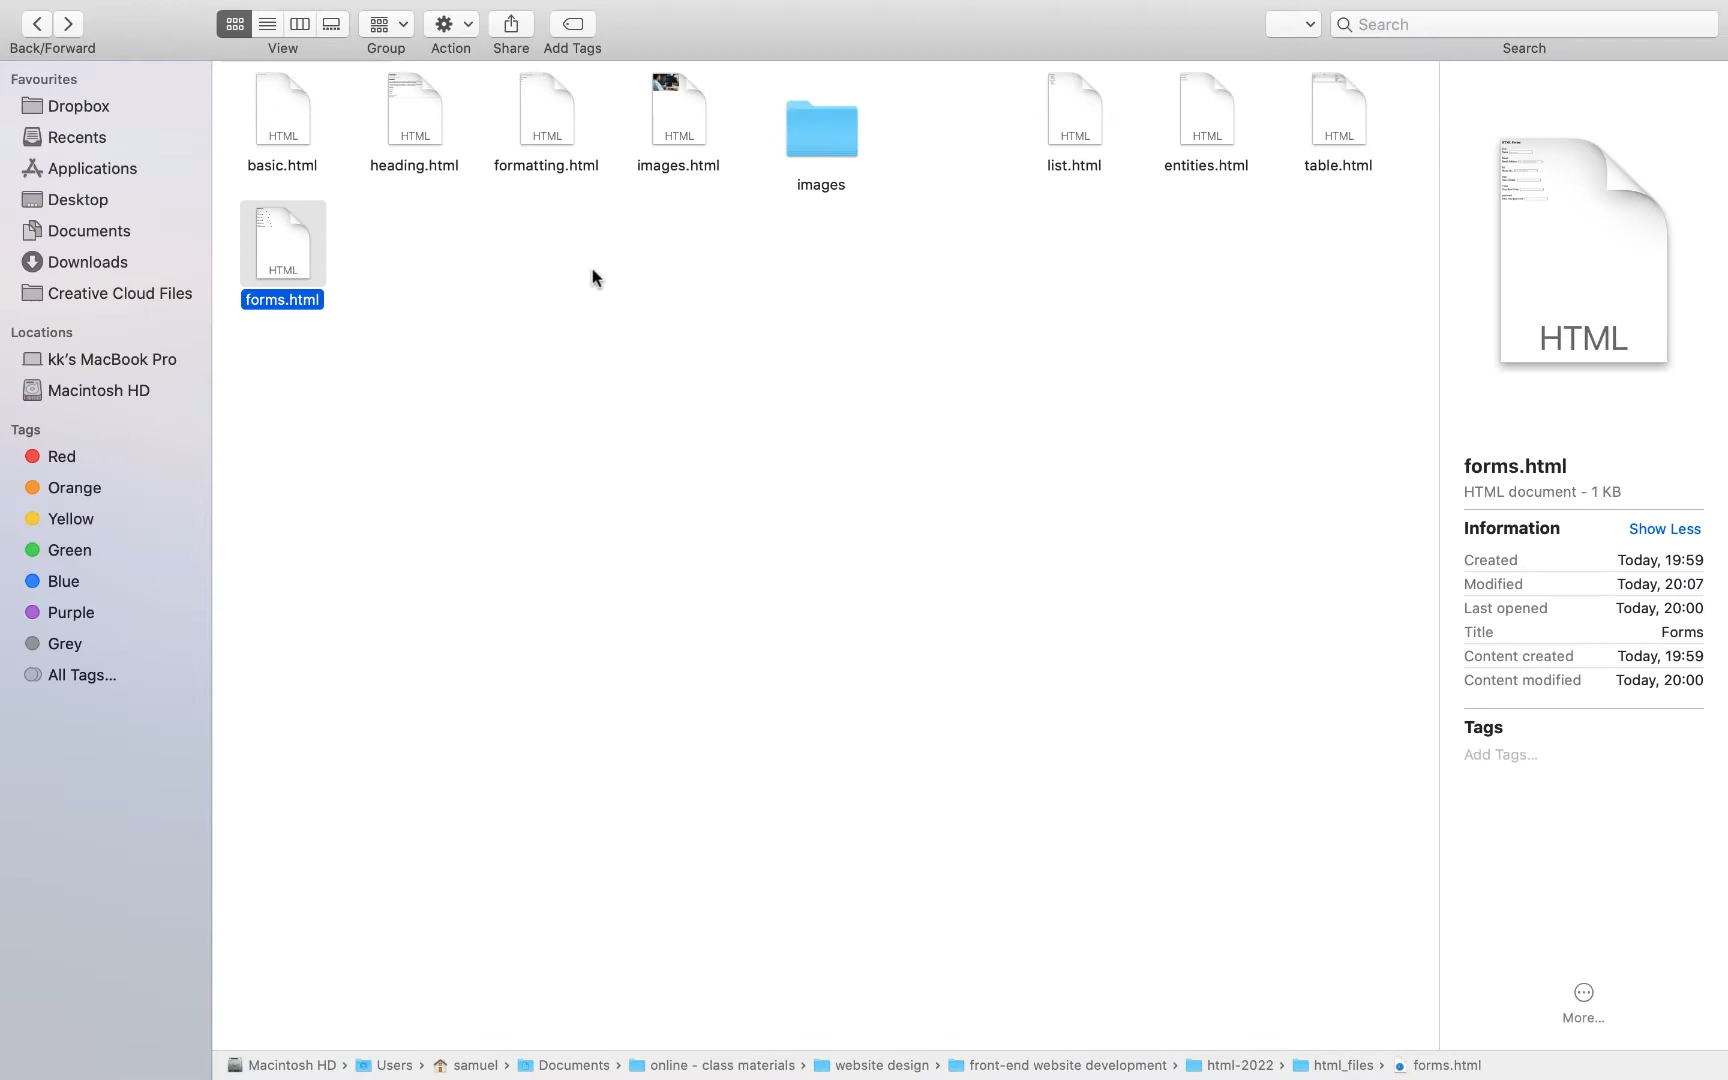 Back/Forward
View
Group
Action
Share
Add Tags
Search
Search
Favourites
Dropbox
Recents
Applications
Desktop
Documents
Downloads
Creative Cloud Files
Locations
kk's MacBook Pro
Macintosh HD
Tags
Red
Orange
Yellow
Green
Blue
Purple
Grey
All Tags...
HTML
basic.html
HTML
heading.html
HTML
formatting.html
HTML
images.html
images
HTML
list.html
HTML
entities.html
HTML
table.html
HTML
forms.html
HTML
forms.html
HTML document - 1 KB
Information Show Less
Created Today, 19:59
Modified Today, 20:07
Last opened Today, 20:00
Title Forms
Content created Today, 19:59
Content modified Today, 20:00
Tags
Add Tags...
More...
Macintosh HD › Users › samuel › Documents › online - class materials › website design › front-end website development › html-2022 › html_files › forms.html